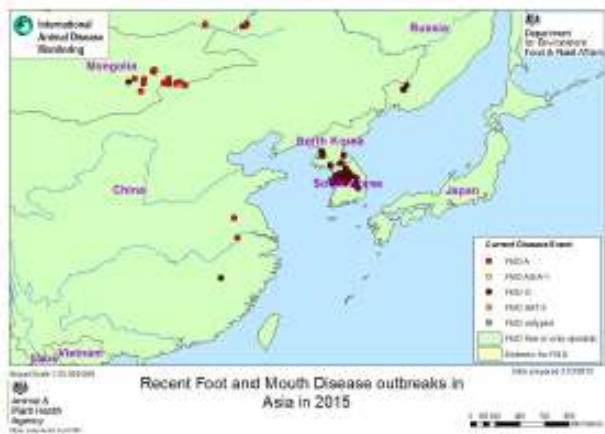 International
Animal Disease
Monitoring
Department
for Environment
Food & Rural Affairs
Russia
Mongolia
North Korea
South Korea
China
Japan
Vietnam
Current Disease Event
FMD A
FMD ASIA-1
FMD O
FMD SAT 2
FMD untyped
Recent Foot and Mouth Disease outbreaks in
Asia in 2015
Animal &
Plant Health
Agency